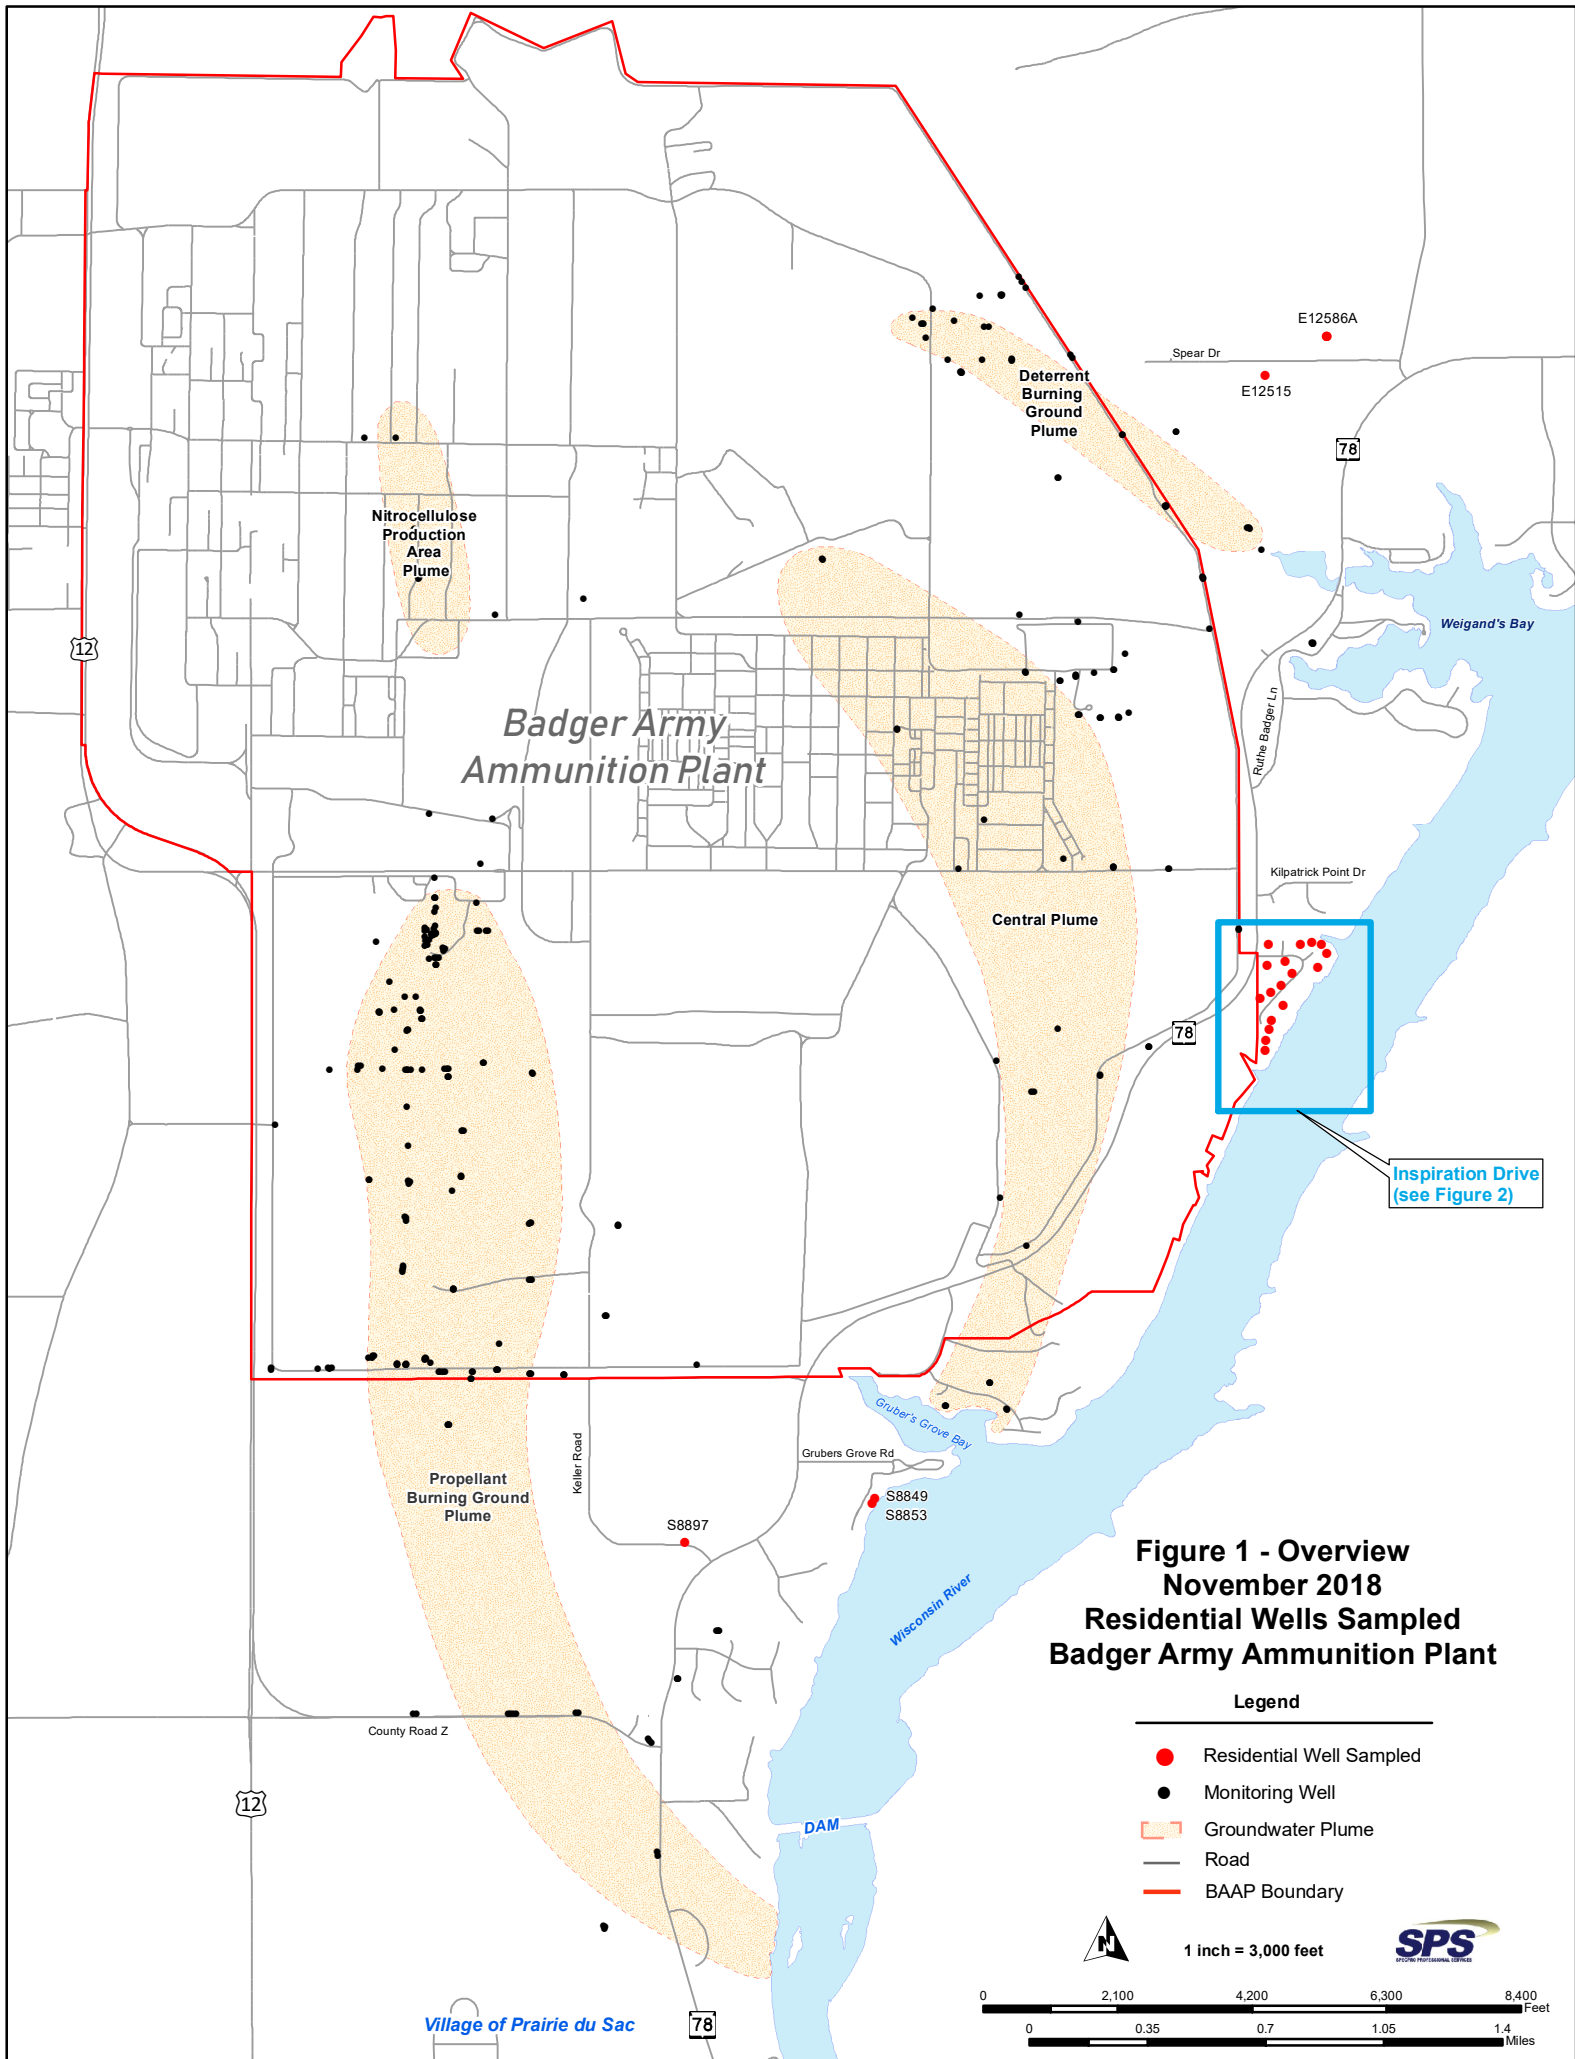 E12586A
Spear Dr
E12515
Deterrent
Burning
Ground
Plume
78
Nitrocellulose
Production
Area
Plume
Weigand's Bay
12
Ruthe Badger Ln
Badger Army
Ammunition Plant
Kilpatrick Point Dr
Central Plume
78
Inspiration Drive
(see Figure 2)
Gruber's Grove Bay
Keller Road
Grubers Grove Rd
Propellant
Burning Ground
Plume
S8849
S8853
S8897
Wisconsin River
Figure 1 - Overview
November 2018
Residential Wells Sampled
Badger Army Ammunition Plant
Legend
Residential Well Sampled
Monitoring Well
Groundwater Plume
Road
BAAP Boundary
County Road Z
12
DAM
N
1 inch = 3,000 feet
SPS
SPECPRO PROFESSIONAL SERVICES
0 2,100 4,200 6,300 8,400
Feet
0 0.35 0.7 1.05 1.4
Miles
Village of Prairie du Sac
78